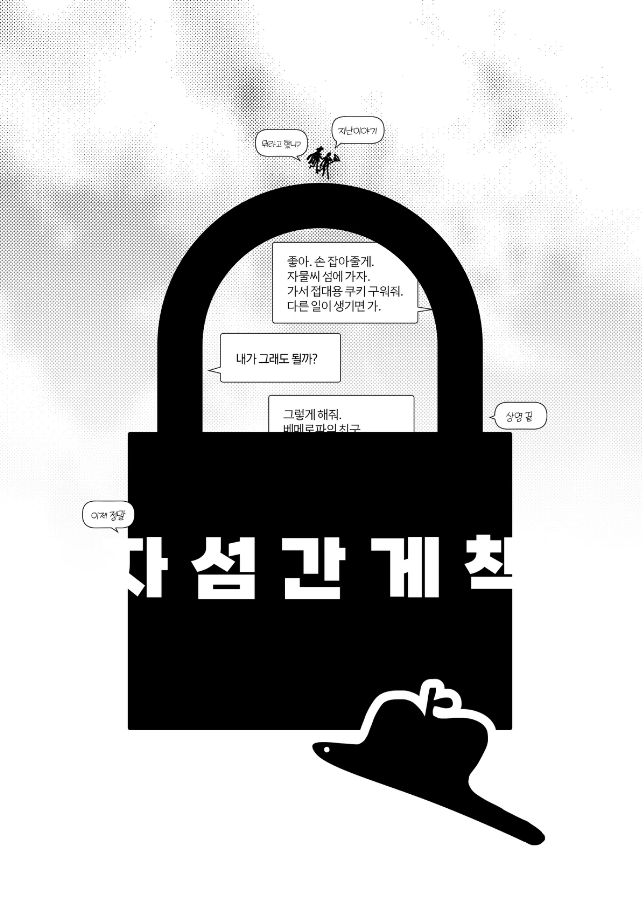 뭐라고 했니?
지난이야기
좋아. 손 잡아줄게.
자물씨 섬에 가자.
가서 접대용 쿠키 구워줘.
다른 일이 생기면 가.
내가 그래도 될까?
그렇게 해줘.
베메로파의 친구
상영 끝
이제 정말
자섬간게책